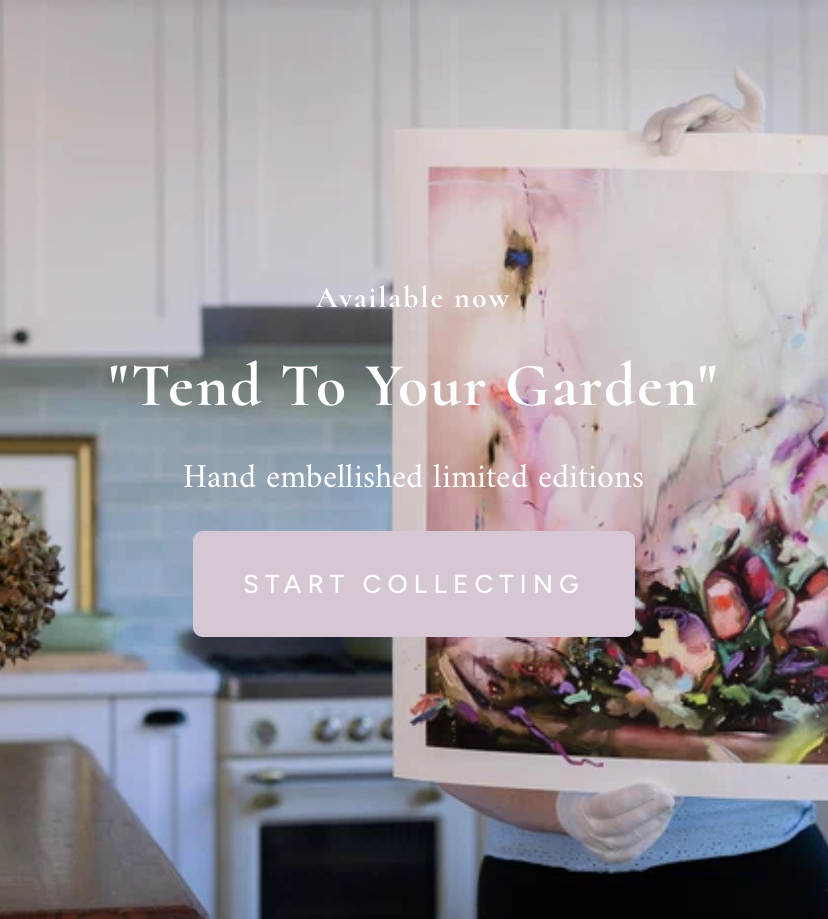 Available now
"Tend To Your Garden"
Hand embellished limited editions
START COLLECTING